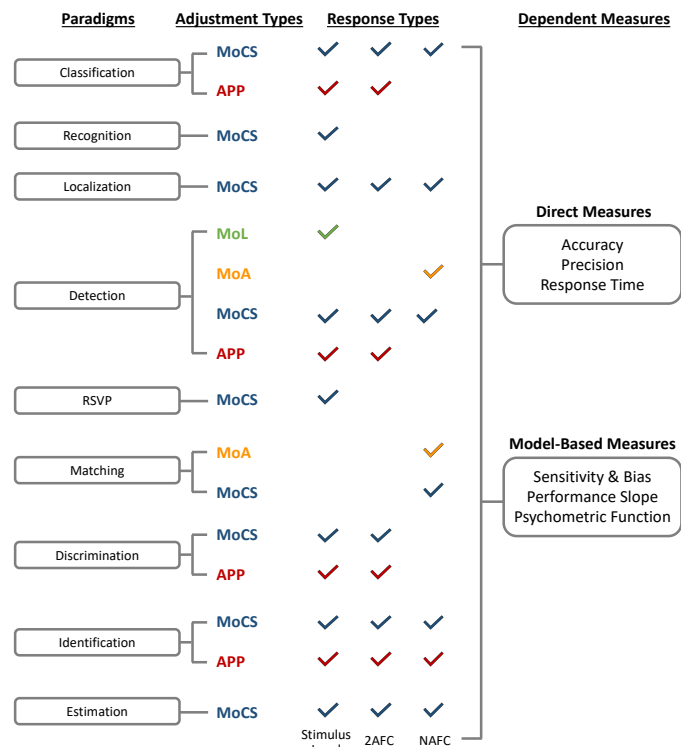 Paradigms Adjustment Types Response Types Dependent Measures
MoCS
Classification
APP
Recognition MoCS
Localization MoCS
Direct Measures
MoL
Accuracy
Precision
MoA
Response Time
Detection
MoCS
APP
RSVP MoCS
Model-Based Measures
MoA
Matching
Sensitivity & Bias
MoCS
Performance Slope
Psychometric Function
MoCS
Discrimination
APP
MoCS
Identification
APP
Estimation MoCS
Stimulus 2AFC NAFC